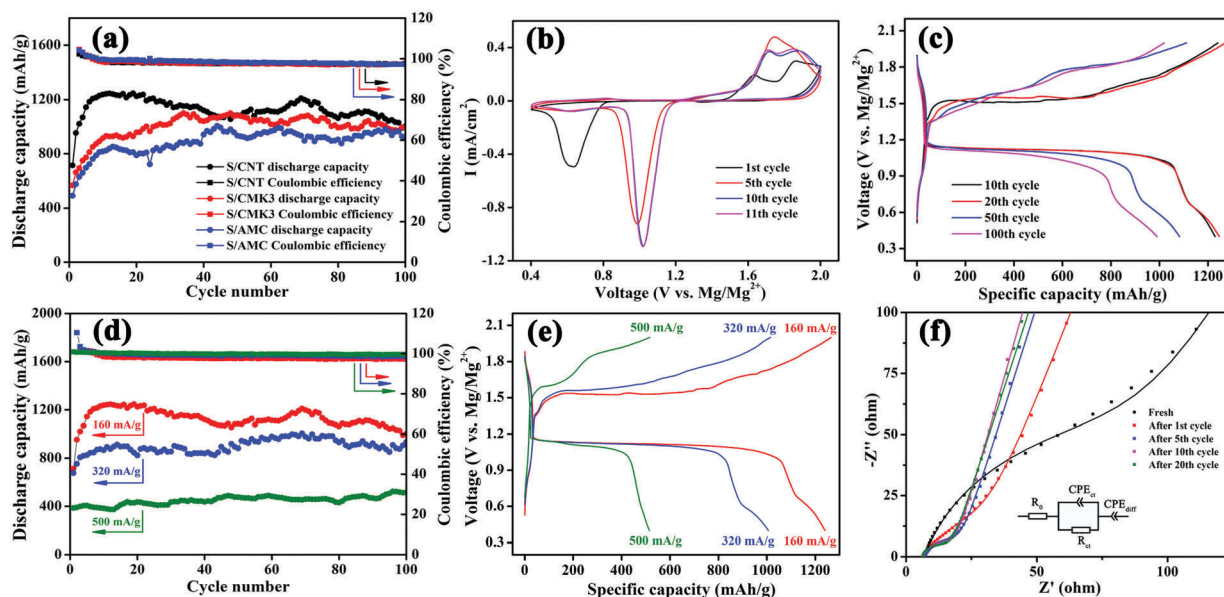 (a)
Discharge capacity (mAh/g)
1600
1200
800
400
0
120
100
80
60
40
20
0
Coulombic efficiency (%)
S/CNT discharge capacity
S/CNT Coulombic efficiency
S/CMK3 discharge capacity
S/CMK3 Coulombic efficiency
S/AMC discharge capacity
S/AMC Coulombic efficiency
0 20 40 60 80 100
Cycle number
(b)
I (mA/cm²)
0.4
0.0
-0.4
-0.8
-1.2
1st cycle
5th cycle
10th cycle
11th cycle
0.4 0.8 1.2 1.6 2.0
Voltage (V vs. Mg/Mg²⁺)
(c)
Voltage (V vs. Mg/Mg²⁺)
2.0
1.6
1.2
0.8
0.4
10th cycle
20th cycle
50th cycle
100th cycle
0 200 400 600 800 1000 1200
Specific capacity (mAh/g)
(d)
Discharge capacity (mAh/g)
2000
1600
1200
800
400
0
120
100
80
60
40
20
0
Coulombic efficiency (%)
160 mA/g
320 mA/g
500 mA/g
0 20 40 60 80 100
Cycle number
(e)
Voltage (V vs. Mg/Mg²⁺)
2.0
1.6
1.2
0.8
0.4
500 mA/g 320 mA/g 160 mA/g
500 mA/g 320 mA/g 160 mA/g
0 200 400 600 800 1000 1200
Specific capacity (mAh/g)
(f)
-Z'' (ohm)
100
75
50
25
0
Fresh
After 1st cycle
After 5th cycle
After 10th cycle
After 20th cycle
R₀
CPE_ct
CPE_diff
R_ct
0 50 100
Z' (ohm)